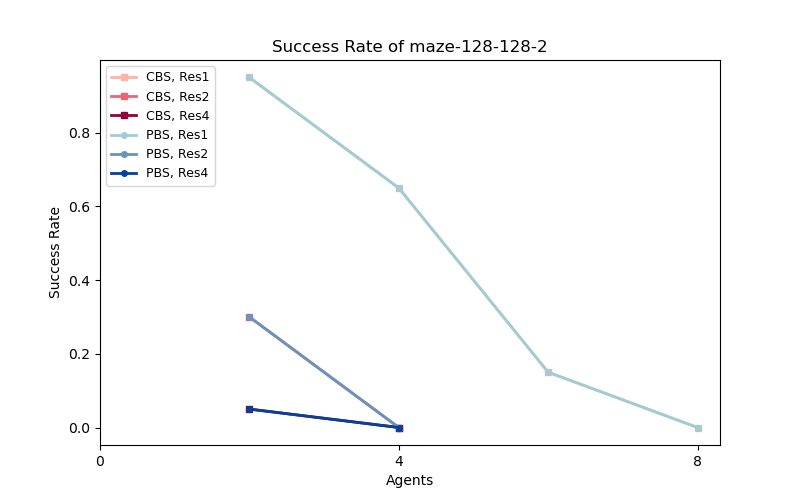 Success Rate of maze-128-128-2
CBS, Res1
CBS, Res2
CBS, Res4
PBS, Res1
PBS, Res2
PBS, Res4
Success Rate
0.8
0.6
0.4
0.2
0.0
0
4
8
Agents